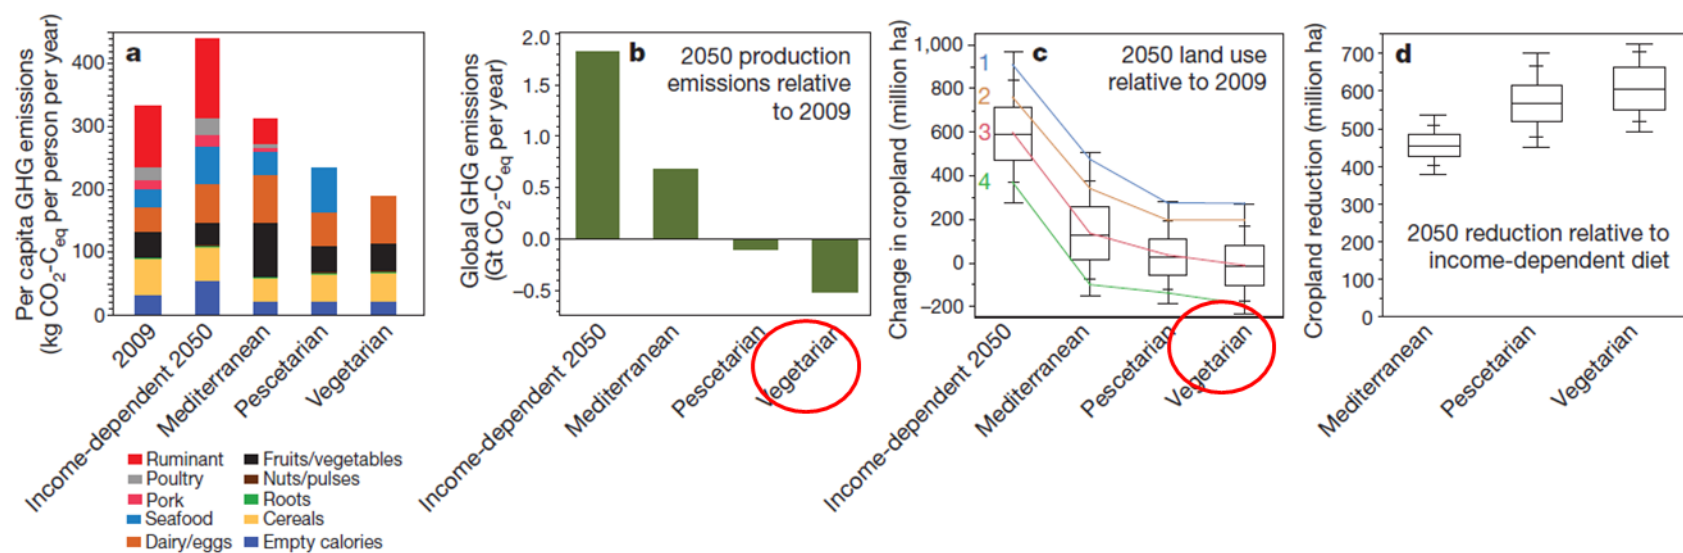 Per capita GHG emissions
(kg CO2-Ceq per person per year)
a
400
300
200
100
0
2009
Income-dependent 2050
Mediterranean
Pescetarian
Vegetarian
Ruminant
Poultry
Pork
Seafood
Dairy/eggs
Fruits/vegetables
Nuts/pulses
Roots
Cereals
Empty calories
Global GHG emissions
(Gt CO2-Ceq per year)
b
2050 production
emissions relative
to 2009
2.0
1.5
1.0
0.5
0.0
−0.5
Income-dependent 2050
Mediterranean
Pescetarian
Vegetarian
Change in cropland (million ha)
c
2050 land use
relative to 2009
1,000
800
600
400
200
0
−200
1
2
3
4
Income-dependent 2050
Mediterranean
Pescetarian
Vegetarian
Cropland reduction (million ha)
d
700
600
500
400
300
200
100
0
2050 reduction relative to
income-dependent diet
Mediterranean
Pescetarian
Vegetarian